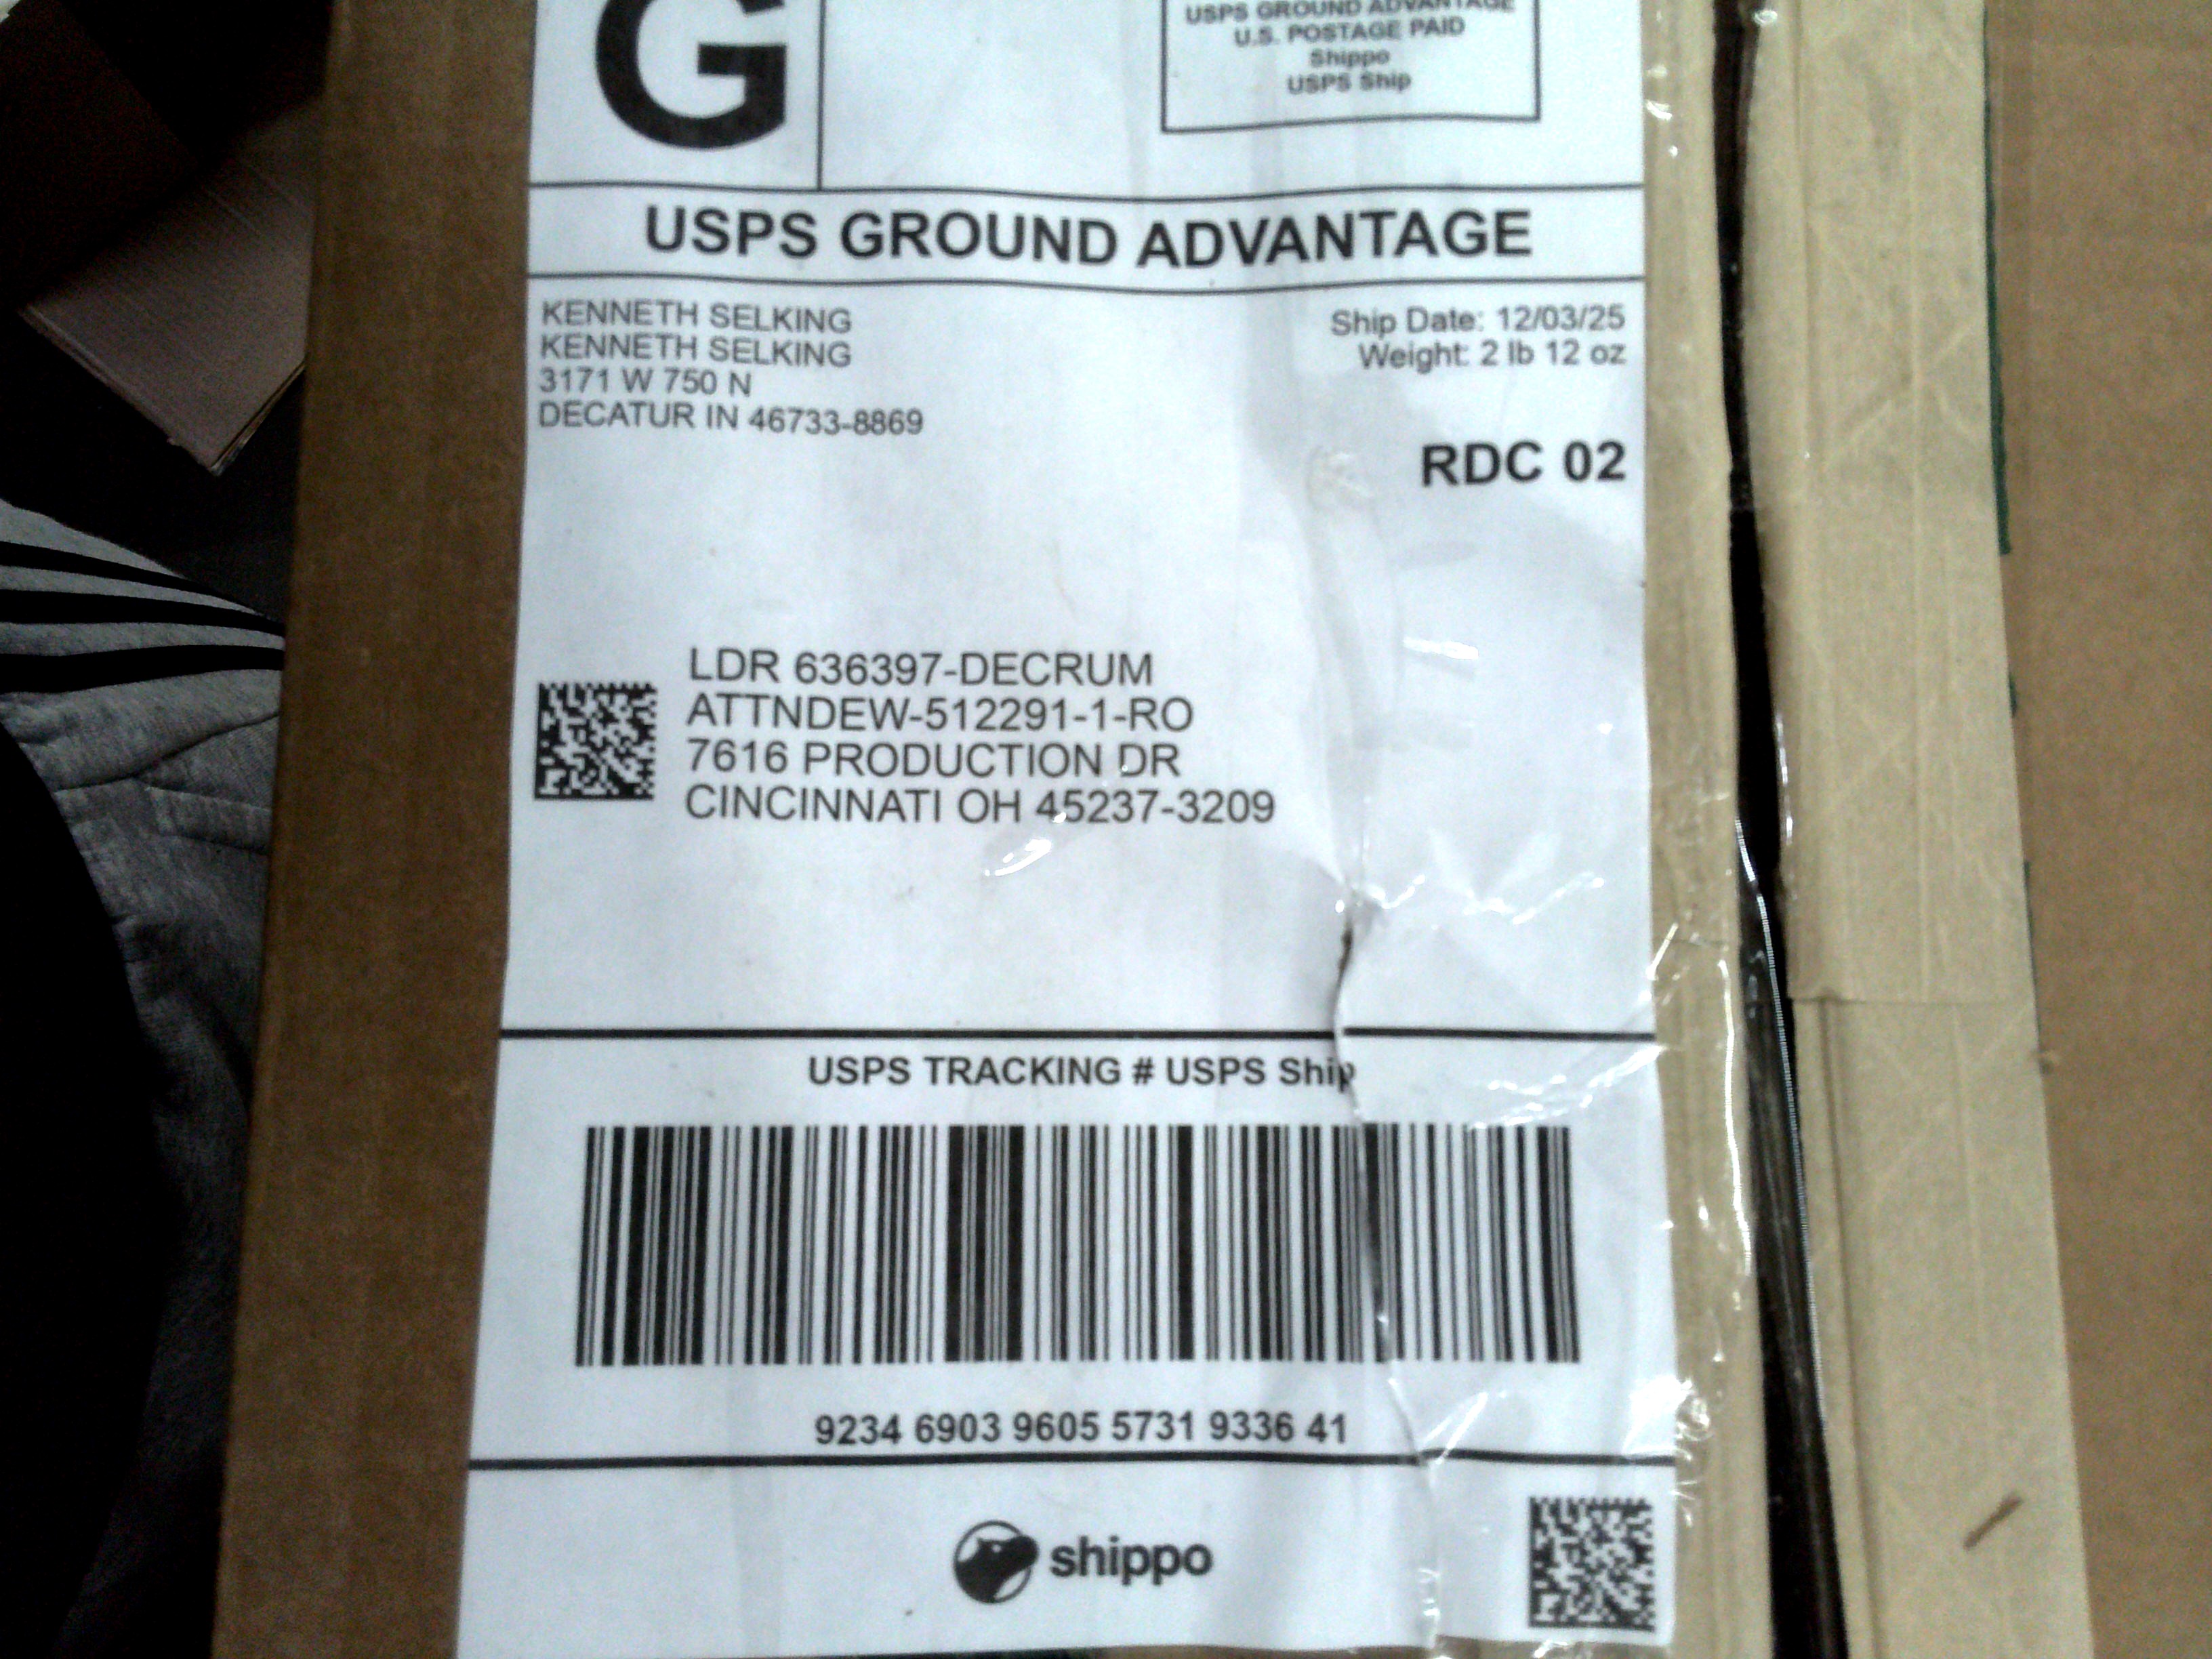 G
USPS GROUND ADVANTAGE
U.S. POSTAGE PAID
Shippo
USPS Ship
USPS GROUND ADVANTAGE
KENNETH SELKING
KENNETH SELKING
3171 W 750 N
DECATUR IN 46733-8869
Ship Date: 12/03/25
Weight: 2 lb 12 oz
RDC 02
LDR 636397-DECRUM
ATTNDEW-512291-1-RO
7616 PRODUCTION DR
CINCINNATI OH 45237-3209
USPS TRACKING # USPS Ship
9234 6903 9605 5731 9336 41
shippo